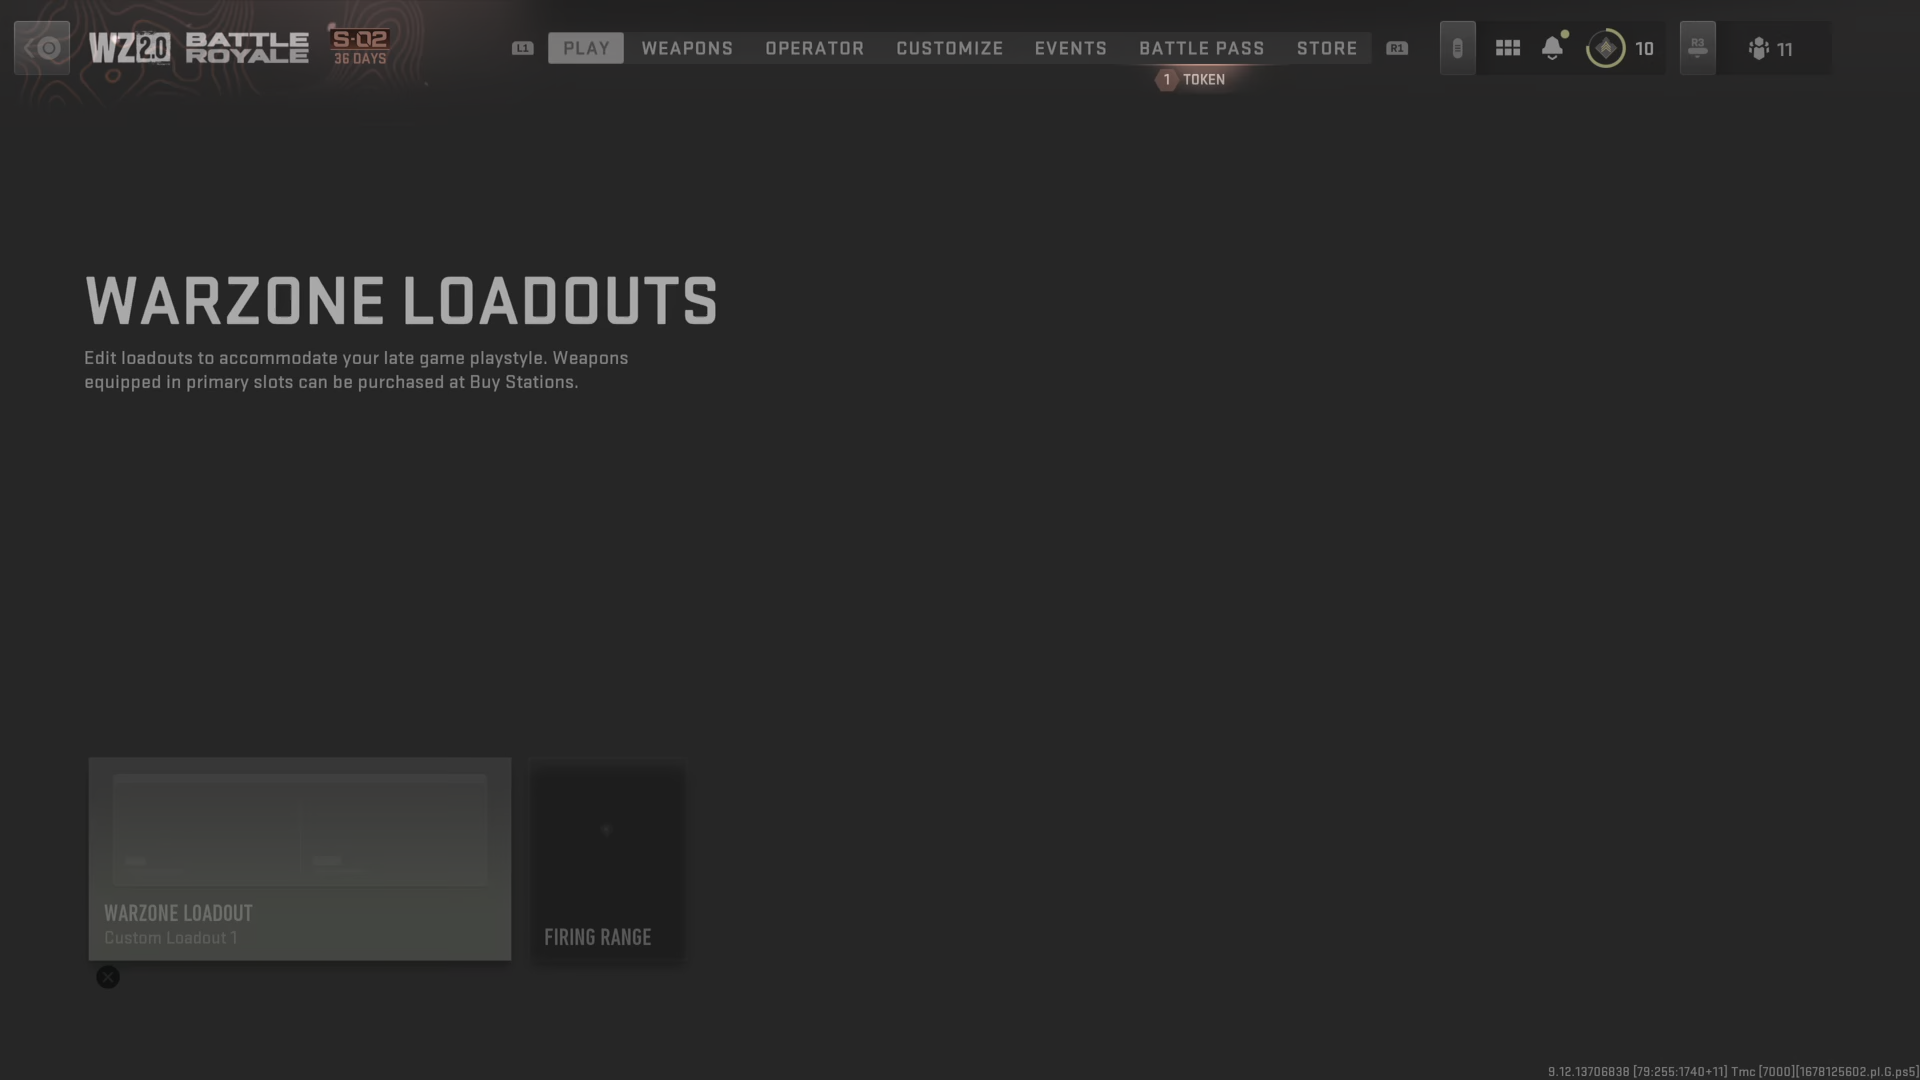 WZ2.0 BATTLE ROYALE S-02
36 DAYS
L1 PLAY WEAPONS OPERATOR CUSTOMIZE EVENTS BATTLE PASS STORE R1
1 TOKEN
10
R3
11
WARZONE LOADOUTS
Edit loadouts to accommodate your late game playstyle. Weapons
equipped in primary slots can be purchased at Buy Stations.
WARZONE LOADOUT
Custom Loadout 1
FIRING RANGE
9.12.13706838 [79:255:1740+11] Tmc [7000][1678125602.pl.G.ps5]